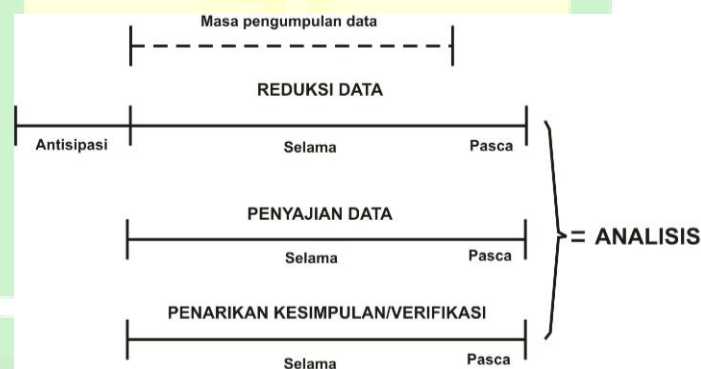 Masa pengumpulan data
REDUKSI DATA
Antisipasi Selama Pasca
PENYAJIAN DATA
Selama Pasca
= ANALISIS
PENARIKAN KESIMPULAN/VERIFIKASI
Selama Pasca